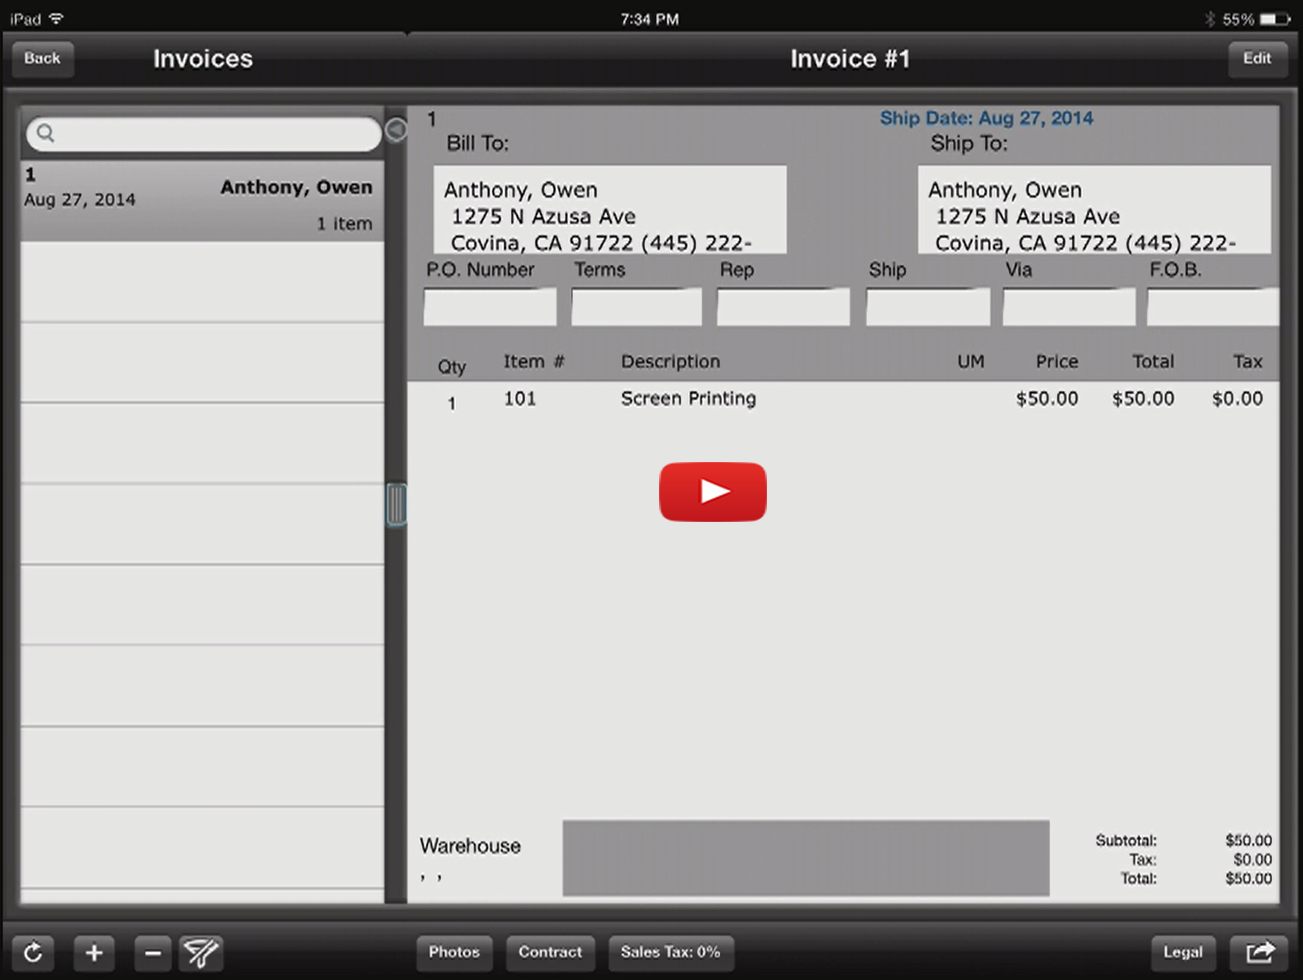 iPad 7:34 PM 55%
Back Invoices Invoice #1 Edit
1 Ship Date: Aug 27, 2014
Bill To: Ship To:
1
Aug 27, 2014 Anthony, Owen
1 item
Anthony, Owen
1275 N Azusa Ave
Covina, CA 91722 (445) 222-
Anthony, Owen
1275 N Azusa Ave
Covina, CA 91722 (445) 222-
P.O. Number Terms Rep Ship Via F.O.B.
Qty Item # Description UM Price Total Tax
1 101 Screen Printing $50.00 $50.00 $0.00
Warehouse
, ,
Subtotal: $50.00
Tax: $0.00
Total: $50.00
Photos Contract Sales Tax: 0% Legal